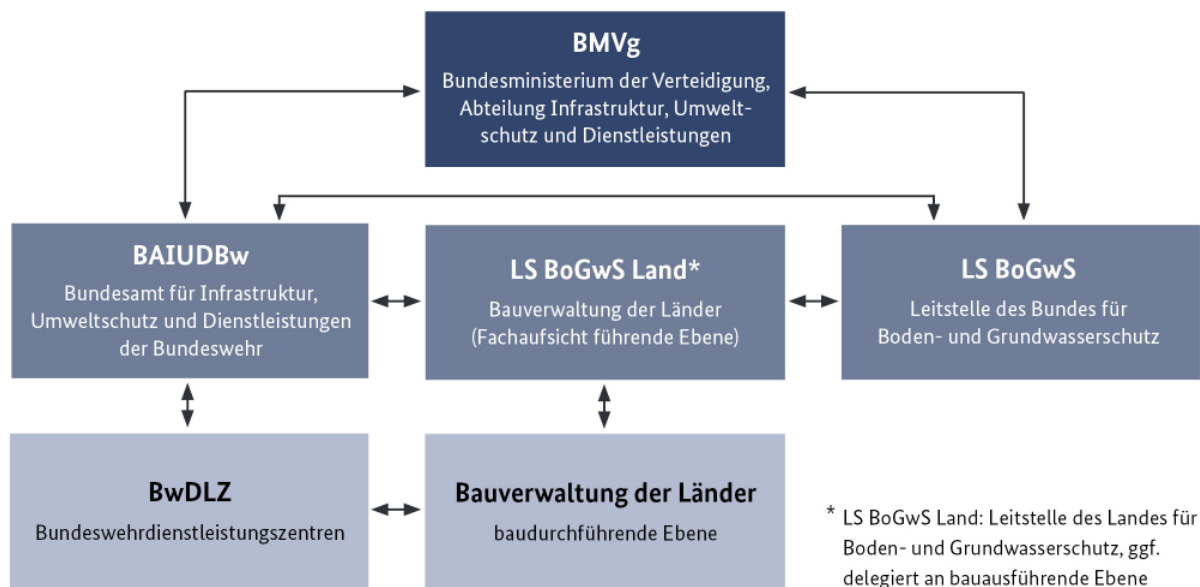 BMVg
Bundesministerium der Verteidigung,
Abteilung Infrastruktur, Umwelt-
schutz und Dienstleistungen
BAIUDBw
Bundesamt für Infrastruktur,
Umweltschutz und Dienstleistungen
der Bundeswehr
LS BoGwS Land*
Bauverwaltung der Länder
(Fachaufsicht führende Ebene)
LS BoGwS
Leitstelle des Bundes für
Boden- und Grundwasserschutz
BwDLZ
Bundeswehrdienstleistungszentren
Bauverwaltung der Länder
baudurchführende Ebene
* LS BoGwS Land: Leitstelle des Landes für
Boden- und Grundwasserschutz, ggf.
delegiert an bauausführende Ebene